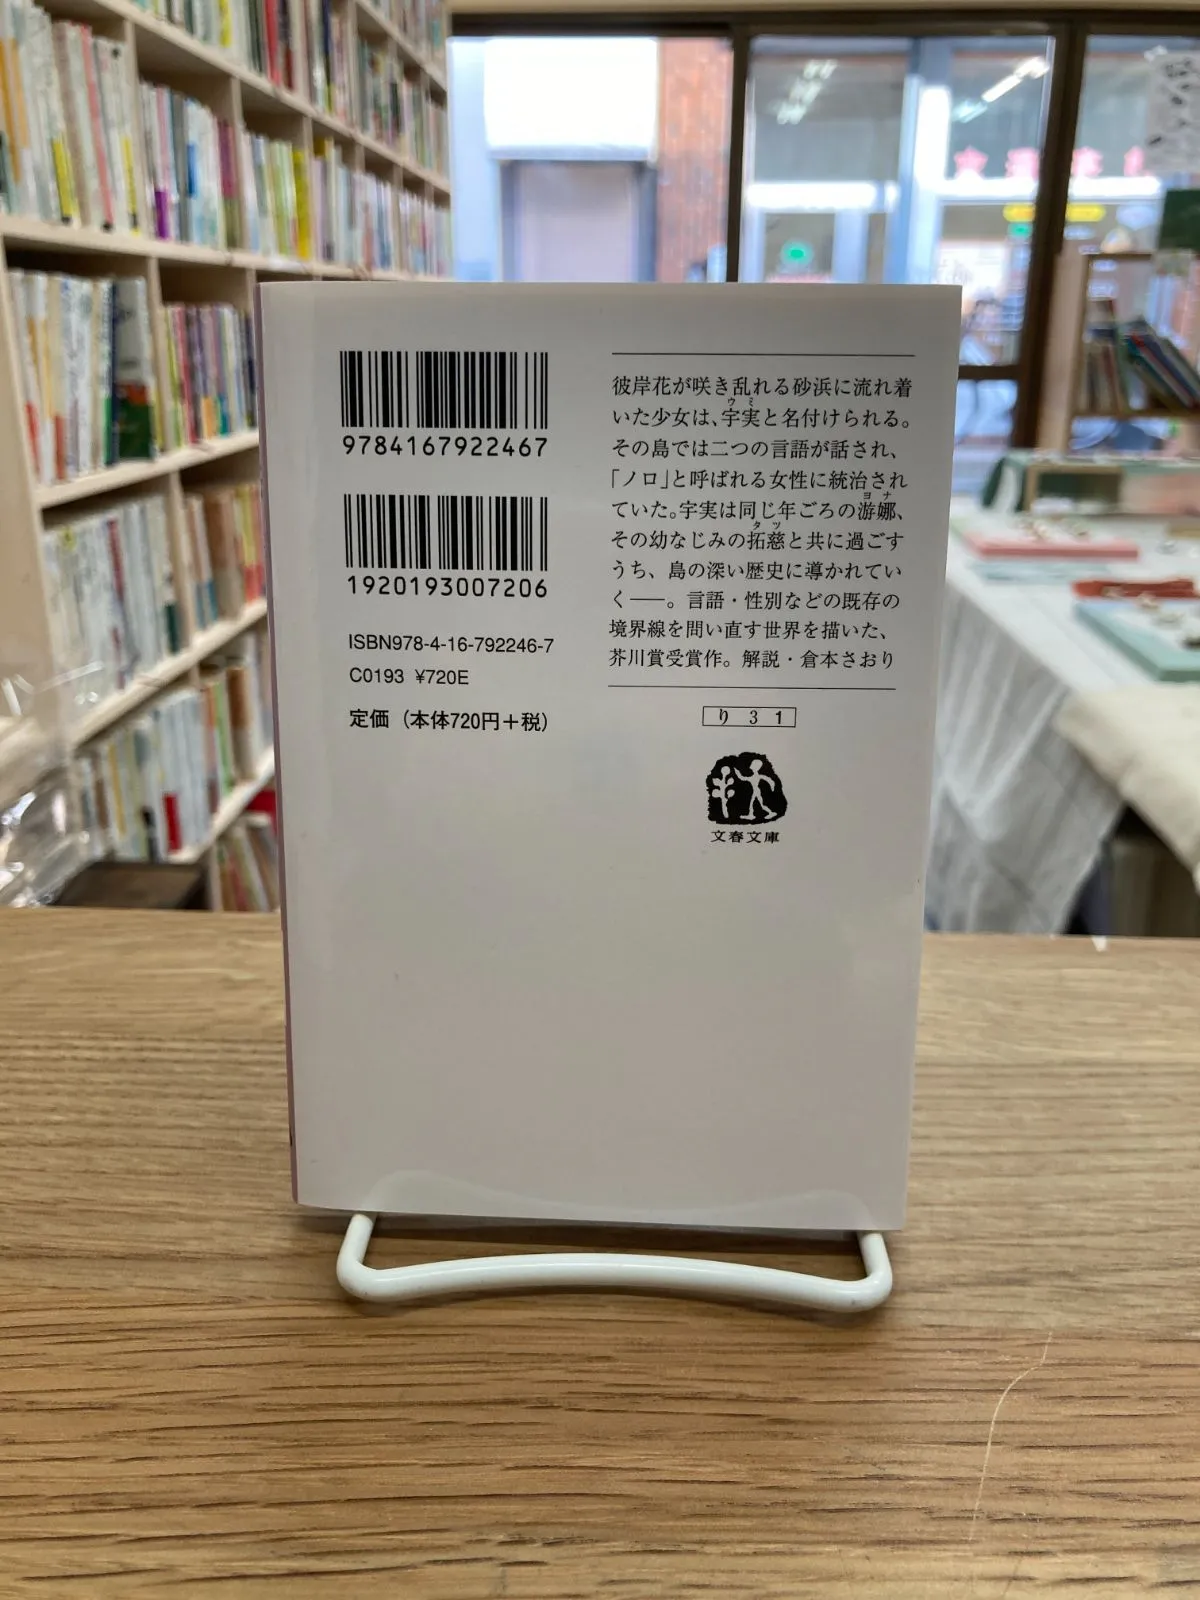 9784167922467
1920193007206
ISBN978-4-16-792246-7
C0193 ¥720E
定価（本体720円＋税）
彼岸花が咲き乱れる砂浜に流れ着
ウミ
いた少女は、宇実と名付けられる。
その島では二つの言語が話され、
「ノロ」と呼ばれる女性に統治され
ヨナ
ていた。宇実は同じ年ごろの游娜、
タツ
その幼なじみの拓慈と共に過ごす
うち、島の深い歴史に導かれてい
く――。言語・性別などの既存の
境界線を問い直す世界を描いた、
芥川賞受賞作。解説・倉本さおり
り 3 1
文春文庫